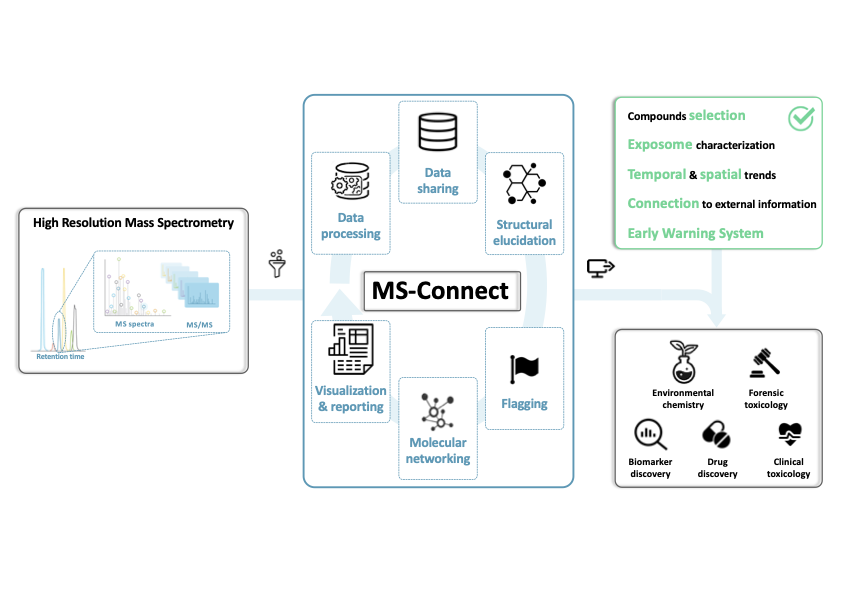 High Resolution Mass Spectrometry
MS spectra
MS/MS
Retention time
Data
sharing
Data
processing
Structural
elucidation
MS-Connect
Visualization
& reporting
Flagging
Molecular
networking
Compounds selection
Exposome characterization
Temporal & spatial trends
Connection to external information
Early Warning System
Environmental
chemistry
Forensic
toxicology
Biomarker
discovery
Drug
discovery
Clinical
toxicology